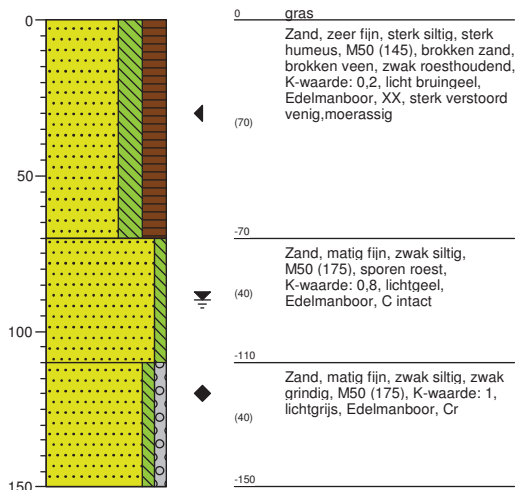 0
0 gras
Zand, zeer fijn, sterk siltig, sterk
humeus, M50 (145), brokken zand,
brokken veen, zwak roesthoudend,
K-waarde: 0,2, licht bruingeel,
Edelmanboor, XX, sterk verstoord
venig,moerassig
(70)
50
-70
Zand, matig fijn, zwak siltig,
M50 (175), sporen roest,
K-waarde: 0,8, lichtgeel,
Edelmanboor, C intact
(40)
100
-110
Zand, matig fijn, zwak siltig, zwak
grindig, M50 (175), K-waarde: 1,
lichtgrijs, Edelmanboor, Cr
(40)
150
-150